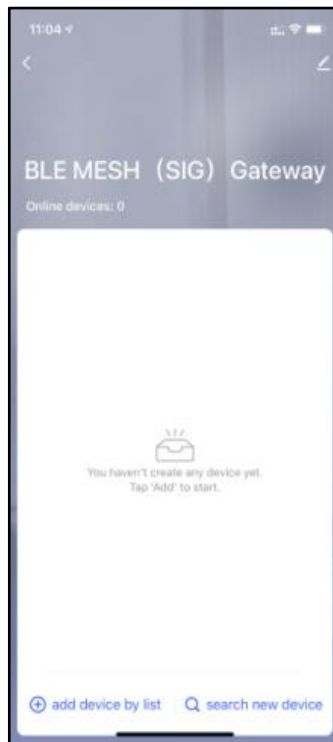 11:04
BLE MESH（SIG）Gateway
Online devices: 0
You haven't create any device yet.
Tap 'Add' to start.
add device by list
search new device